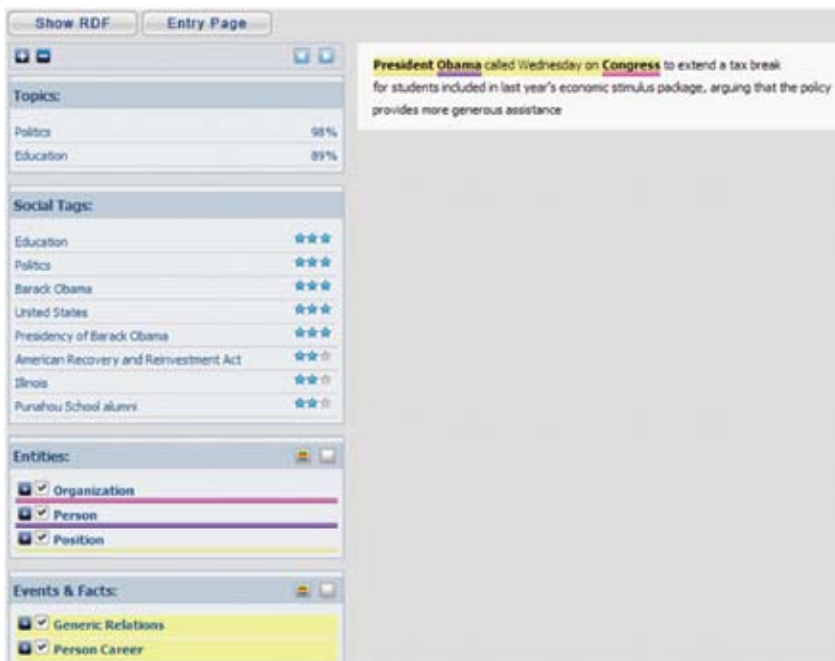 Show RDF Entry Page
Topics:
Politics 98%
Education 89%
Social Tags:
Education
Politics
Barack Obama
United States
Presidency of Barack Obama
American Recovery and Reinvestment Act
Illinois
Punahou School alumni
Entities:
Organization
Person
Position
Events & Facts:
Generic Relations
Person Career
President Obama called Wednesday on Congress to extend a tax break
for students included in last year's economic stimulus package, arguing that the policy
provides more generous assistance